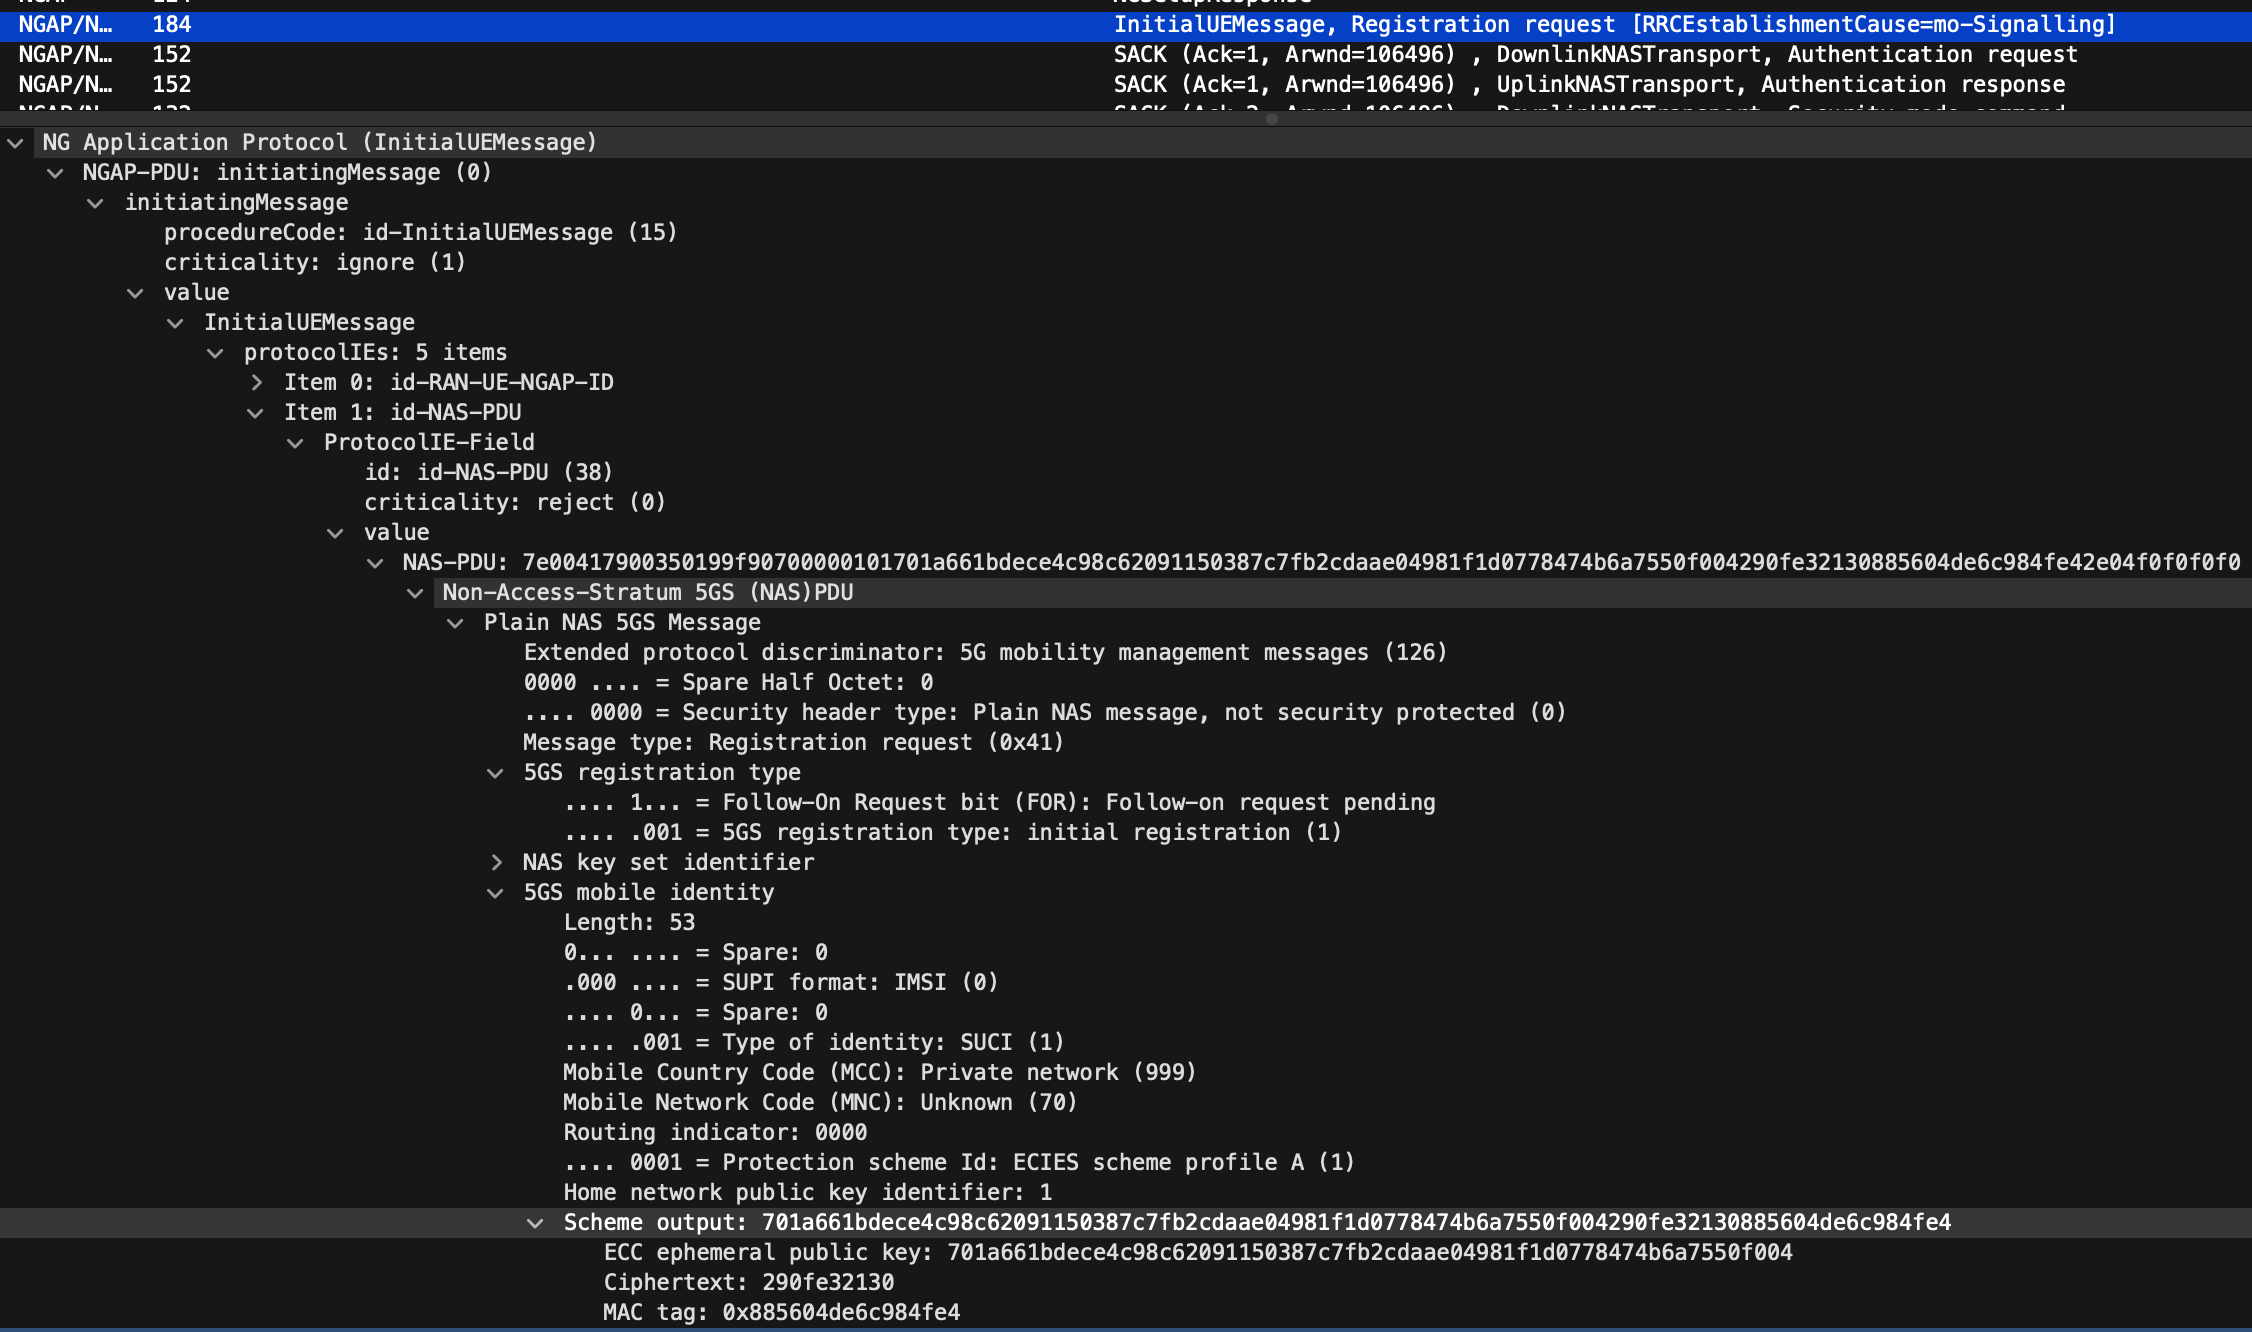 NGAP/N… 184 InitialUEMessage, Registration request [RRCEstablishmentCause=mo-Signalling]
NGAP/N… 152 SACK (Ack=1, Arwnd=106496) , DownlinkNASTransport, Authentication request
NGAP/N… 152 SACK (Ack=1, Arwnd=106496) , UplinkNASTransport, Authentication response
NG Application Protocol (InitialUEMessage)
NGAP-PDU: initiatingMessage (0)
initiatingMessage
procedureCode: id-InitialUEMessage (15)
criticality: ignore (1)
value
InitialUEMessage
protocolIEs: 5 items
Item 0: id-RAN-UE-NGAP-ID
Item 1: id-NAS-PDU
ProtocolIE-Field
id: id-NAS-PDU (38)
criticality: reject (0)
value
NAS-PDU: 7e00417900350199f90700000101701a661bdece4c98c62091150387c7fb2cdaae04981f1d0778474b6a7550f004290fe32130885604de6c984fe42e04f0f0f0f0
Non-Access-Stratum 5GS (NAS)PDU
Plain NAS 5GS Message
Extended protocol discriminator: 5G mobility management messages (126)
0000 .... = Spare Half Octet: 0
.... 0000 = Security header type: Plain NAS message, not security protected (0)
Message type: Registration request (0x41)
5GS registration type
.... 1... = Follow-On Request bit (FOR): Follow-on request pending
.... .001 = 5GS registration type: initial registration (1)
NAS key set identifier
5GS mobile identity
Length: 53
0... .... = Spare: 0
.000 .... = SUPI format: IMSI (0)
.... 0... = Spare: 0
.... .001 = Type of identity: SUCI (1)
Mobile Country Code (MCC): Private network (999)
Mobile Network Code (MNC): Unknown (70)
Routing indicator: 0000
.... 0001 = Protection scheme Id: ECIES scheme profile A (1)
Home network public key identifier: 1
Scheme output: 701a661bdece4c98c62091150387c7fb2cdaae04981f1d0778474b6a7550f004290fe32130885604de6c984fe4
ECC ephemeral public key: 701a661bdece4c98c62091150387c7fb2cdaae04981f1d0778474b6a7550f004
Ciphertext: 290fe32130
MAC tag: 0x885604de6c984fe4